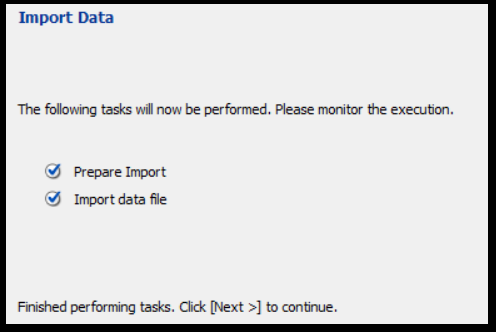 Import Data
The following tasks will now be performed. Please monitor the execution.
Prepare Import
Import data file
Finished performing tasks. Click [Next >] to continue.